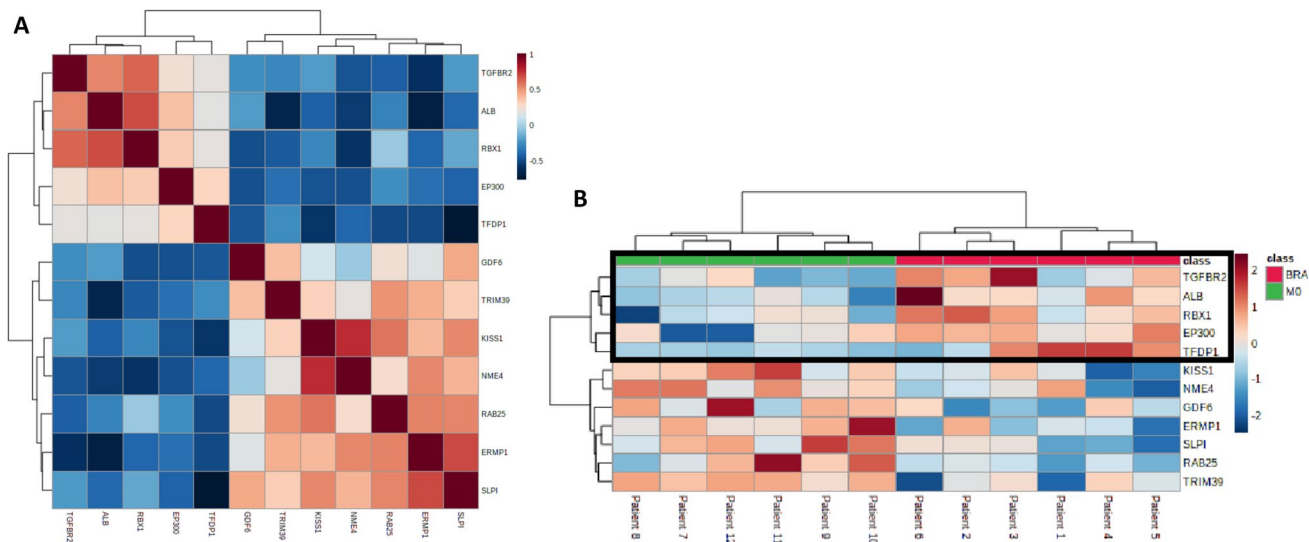 A
1
0.5
0
-0.5
TGFBR2
ALB
RBX1
EP300
TFDP1
GDF6
TRIM39
KISS1
NME4
RAB25
ERMP1
SLPI
TGFBR2
ALB
RBX1
EP300
TFDP1
GDF6
TRIM39
KISS1
NME4
RAB25
ERMP1
SLPI
B
class
TGFBR2
ALB
RBX1
EP300
TFDP1
KISS1
NME4
GDF6
ERMP1
SLPI
RAB25
TRIM39
2
1
0
-1
-2
class
BRA
M0
Patient 8
Patient 7
Patient 12
Patient 11
Patient 9
Patient 10
Patient 6
Patient 2
Patient 3
Patient 1
Patient 4
Patient 5